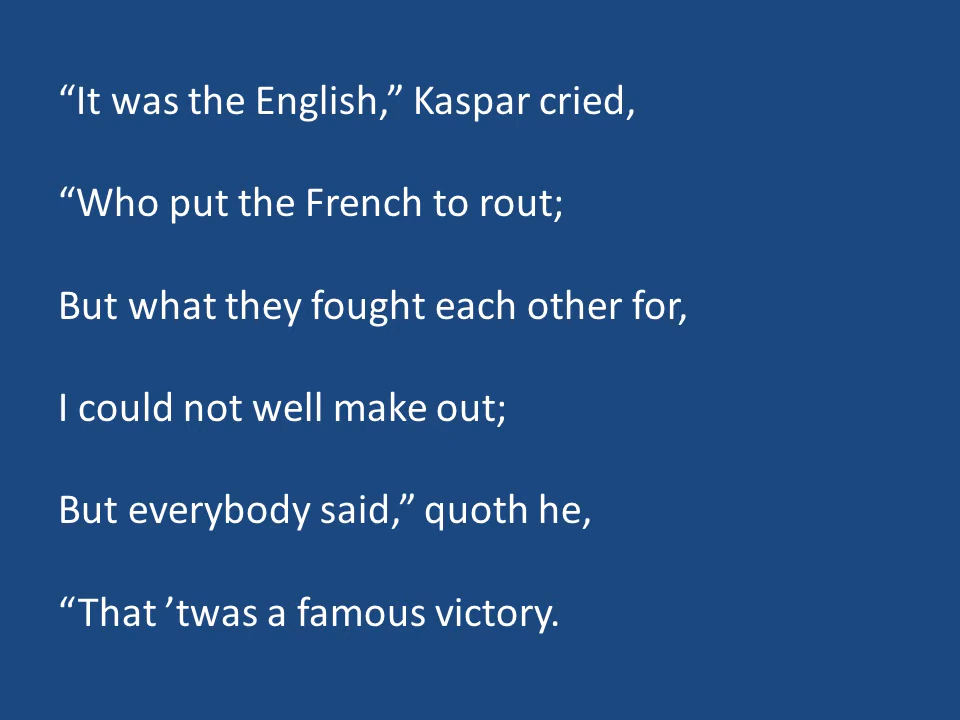 “It was the English,” Kaspar cried,
“Who put the French to rout;
But what they fought each other for,
I could not well make out;
But everybody said,” quoth he,
“That ’twas a famous victory.